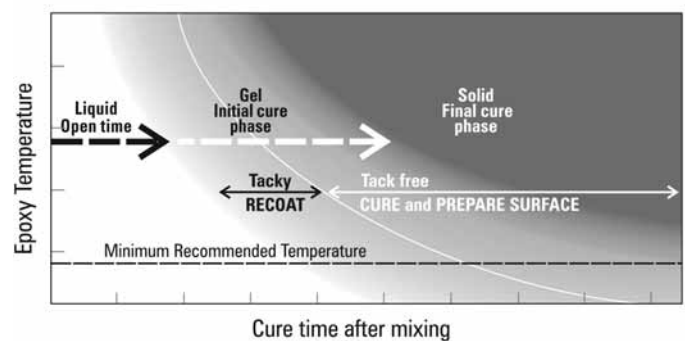 Epoxy Temperature
Liquid
Open time
Gel
Initial cure
phase
Solid
Final cure
phase
Tacky
RECOAT
Tack free
CURE and PREPARE SURFACE
Minimum Recommended Temperature
Cure time after mixing